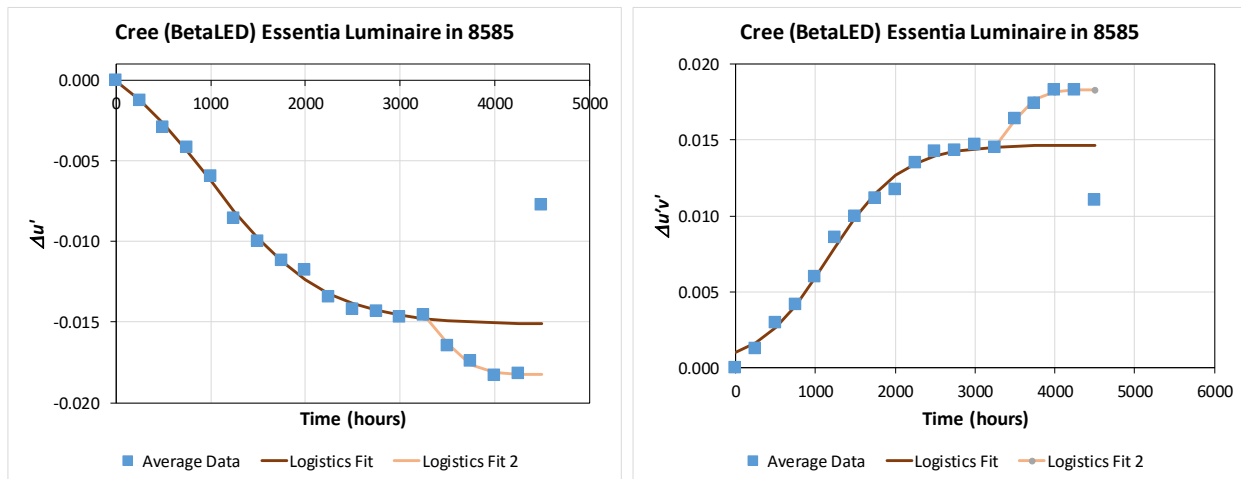 Cree (BetaLED) Essentia Luminaire in 8585
0.000
-0.005
-0.010
-0.015
-0.020
0 1000 2000 3000 4000 5000
Δu'
Time (hours)
Average Data Logistics Fit Logistics Fit 2
Cree (BetaLED) Essentia Luminaire in 8585
0.020
0.015
0.010
0.005
0.000
0 1000 2000 3000 4000 5000 6000
Δu'v'
Time (hours)
Average Data Logistics Fit Logistics Fit 2